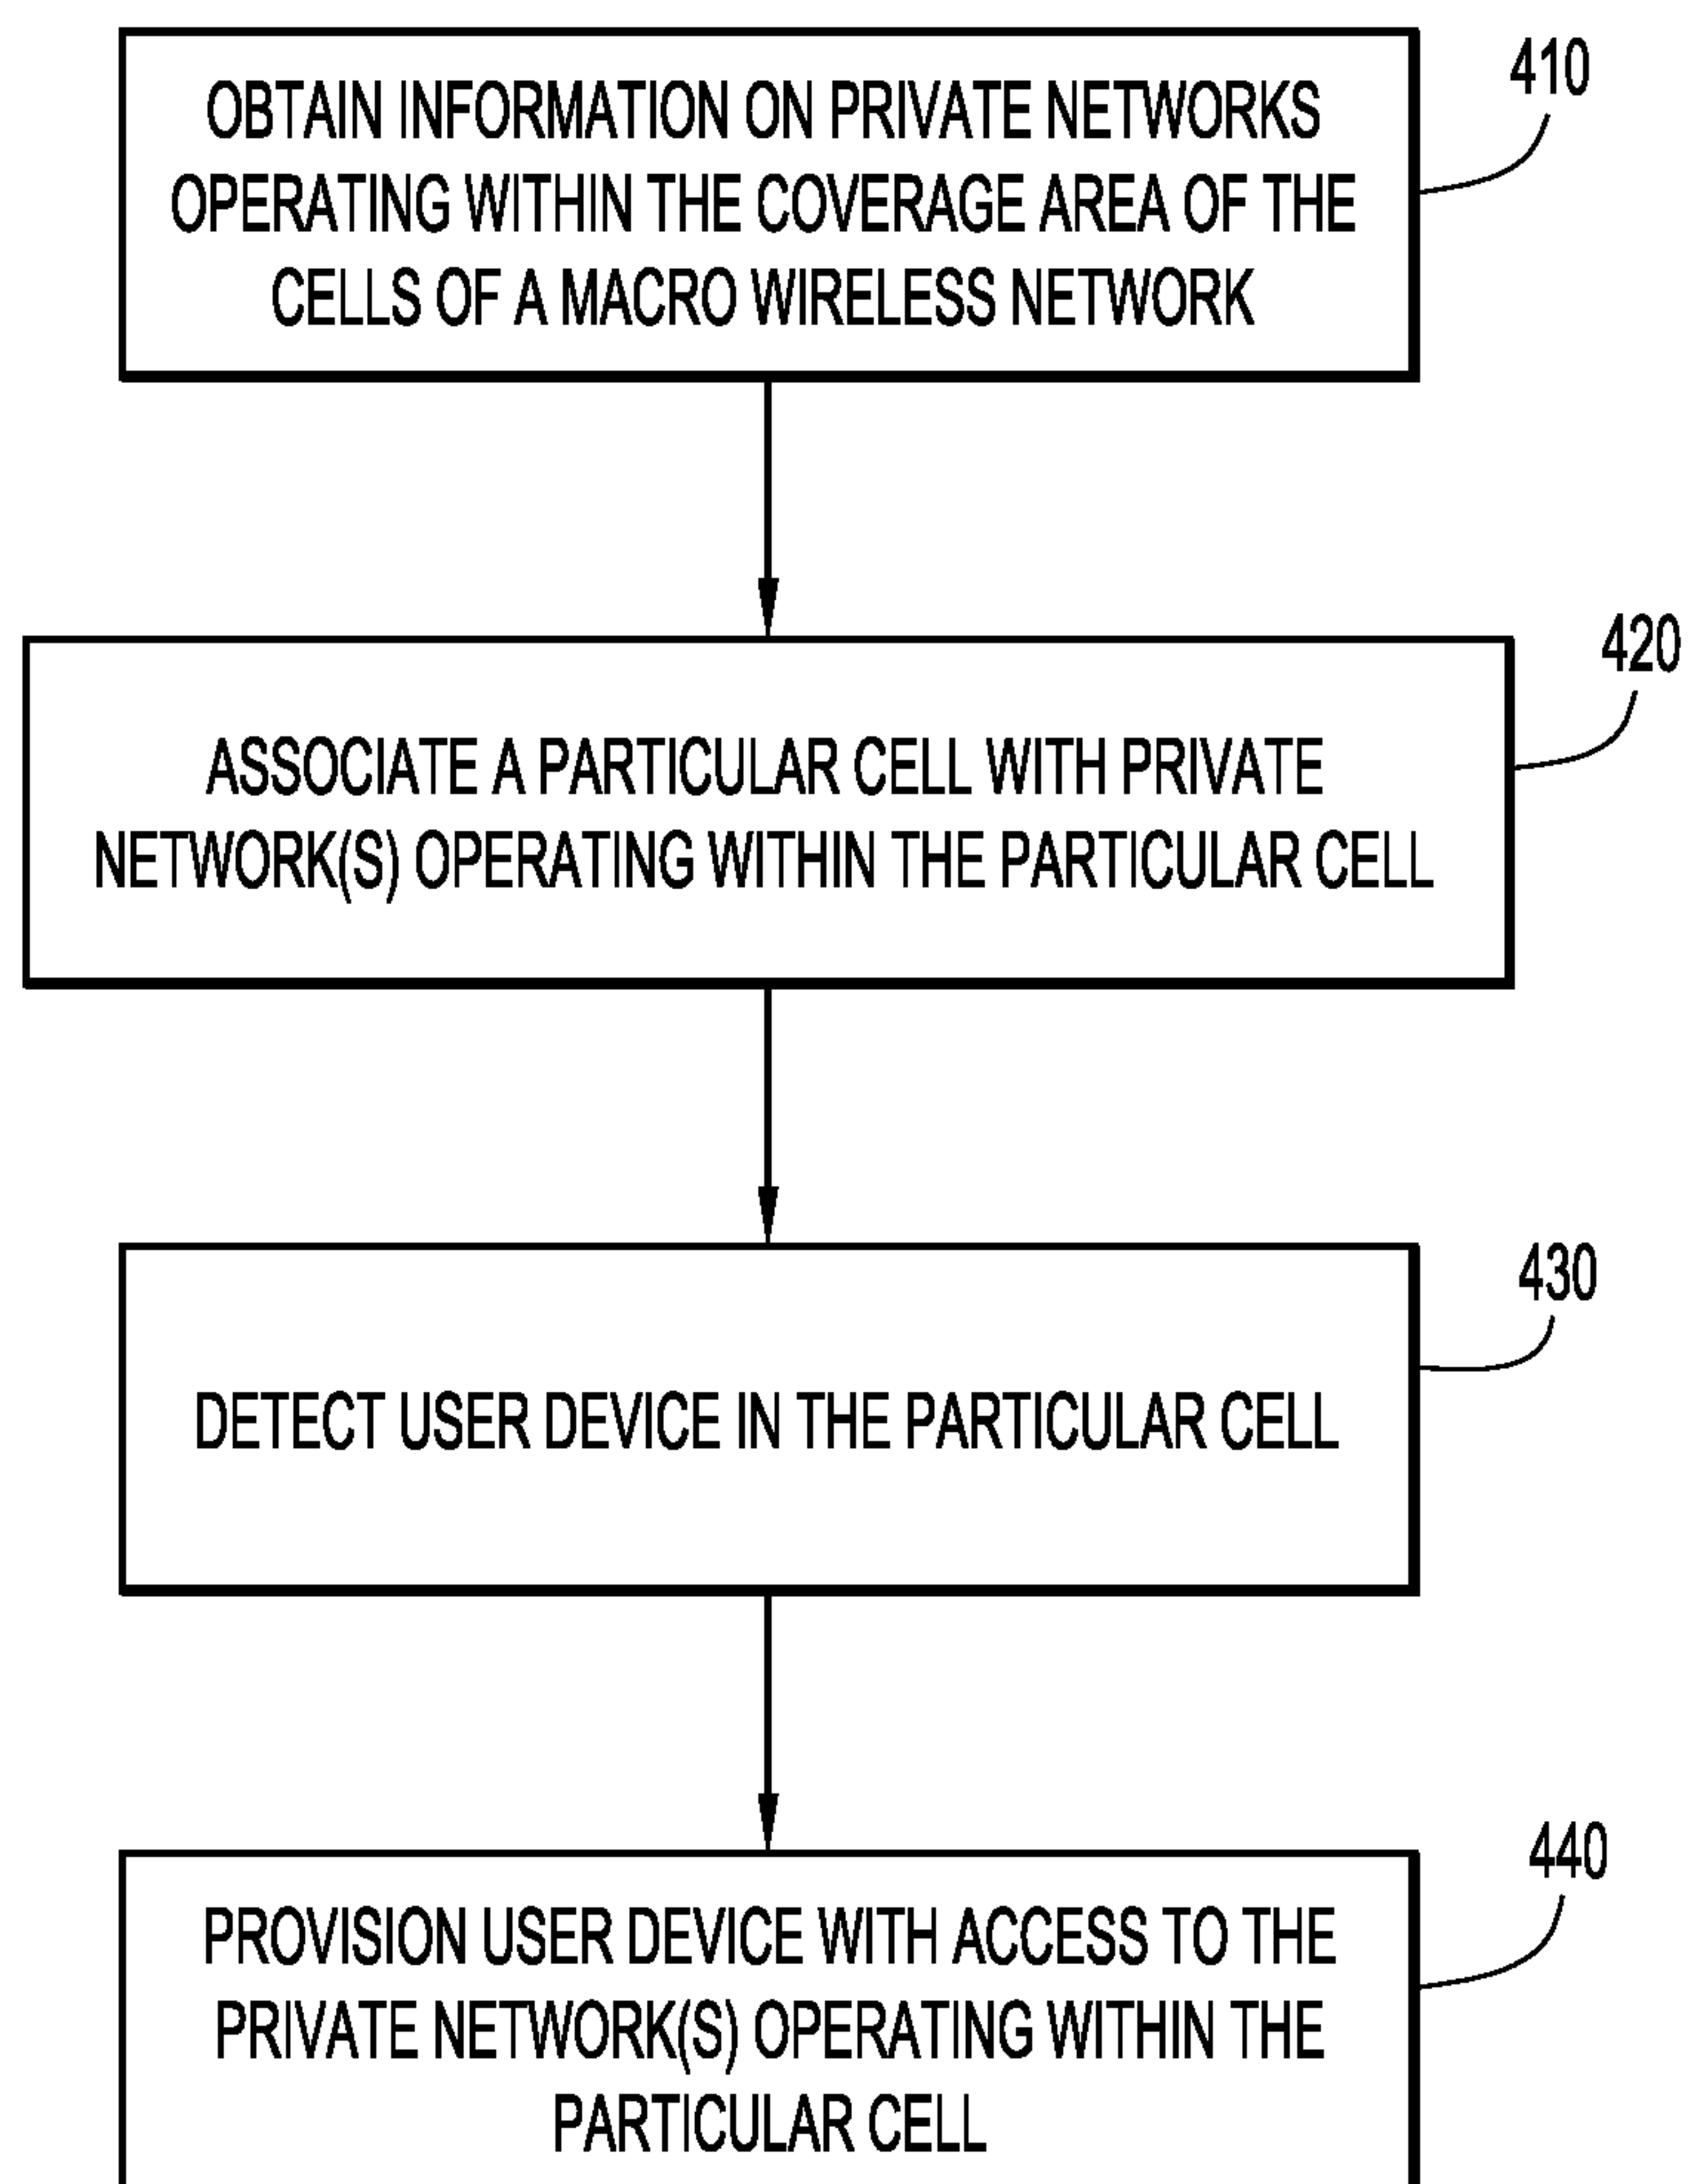 OBTAIN INFORMATION ON PRIVATE NETWORKS
OPERATING WITHIN THE COVERAGE AREA OF THE
CELLS OF A MACRO WIRELESS NETWORK
410
ASSOCIATE A PARTICULAR CELL WITH PRIVATE
NETWORK(S) OPERATING WITHIN THE PARTICULAR CELL
420
DETECT USER DEVICE IN THE PARTICULAR CELL
430
PROVISION USER DEVICE WITH ACCESS TO THE
PRIVATE NETWORK(S) OPERATING WITHIN THE
PARTICULAR CELL
440